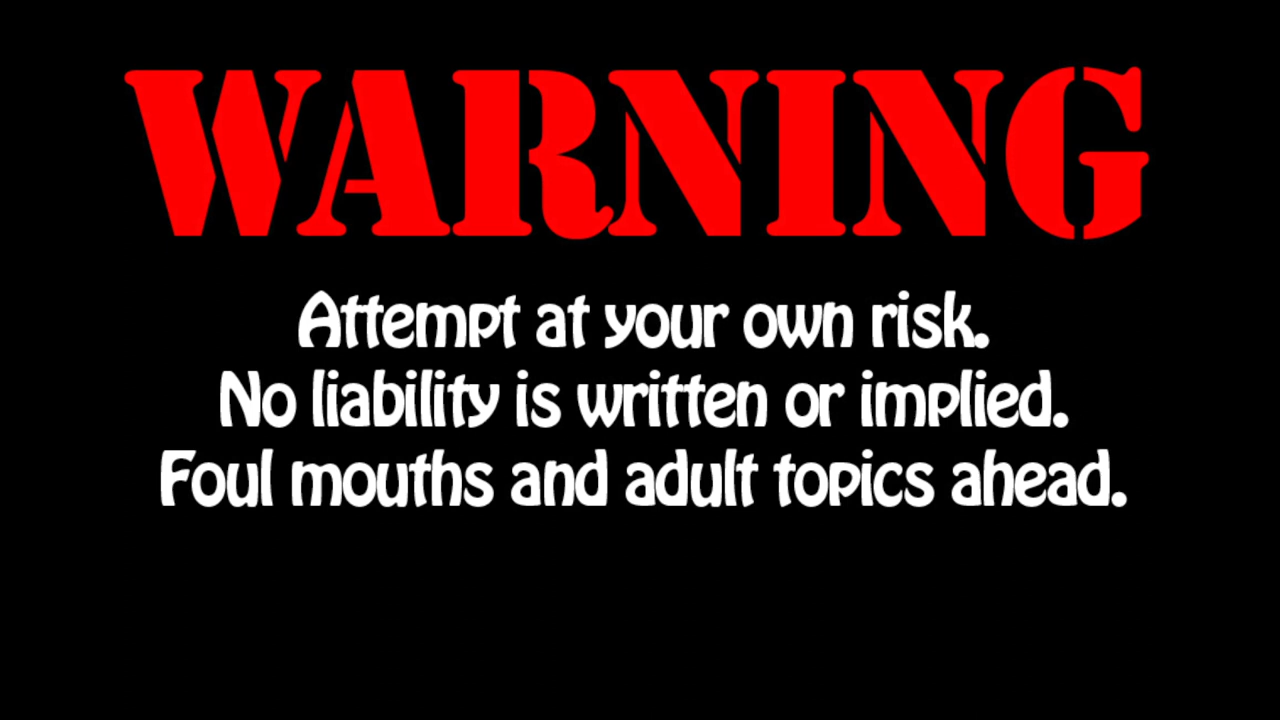 WARNING
Attempt at your own risk.
No liability is written or implied.
Foul mouths and adult topics ahead.